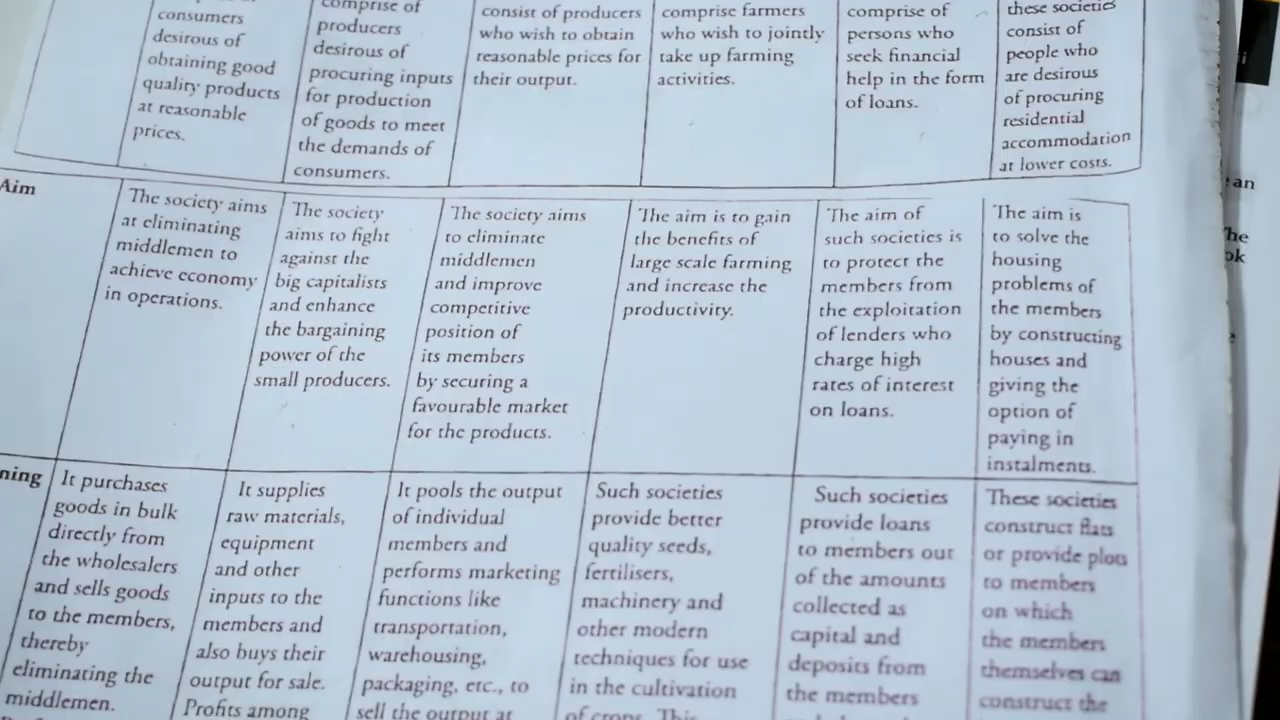 consumers
desirous of
obtaining good
quality products
at reasonable
prices.
comprise of
producers
desirous of
procuring inputs
for production
of goods to meet
the demands of
consumers.
consist of producers
who wish to obtain
reasonable prices for
their output.
comprise farmers
who wish to jointly
take up farming
activities.
comprise of
persons who
seek financial
help in the form
of loans.
these societies
consist of
people who
are desirous
of procuring
residential
accommodation
at lower costs.
Aim
The society aims
at eliminating
middlemen to
achieve economy
in operations.
The society
aims to fight
against the
big capitalists
and enhance
the bargaining
power of the
small producers.
The society aims
to eliminate
middlemen
and improve
competitive
position of
its members
by securing a
favourable market
for the products.
The aim is to gain
the benefits of
large scale farming
and increase the
productivity.
The aim of
such societies is
to protect the
members from
the exploitation
of lenders who
charge high
rates of interest
on loans.
The aim is
to solve the
housing
problems of
the members
by constructing
houses and
giving the
option of
paying in
instalments.
ning
It purchases
goods in bulk
directly from
the wholesalers
and sells goods
to the members,
thereby
eliminating the
middlemen.
It supplies
raw materials,
equipment
and other
inputs to the
members and
also buys their
output for sale.
Profits among
It pools the output
of individual
members and
performs marketing
functions like
transportation,
warehousing,
packaging, etc., to
sell the output at
Such societies
provide better
quality seeds,
fertilisers,
machinery and
other modern
techniques for use
in the cultivation
of crops. This
Such societies
provide loans
to members out
of the amounts
collected as
capital and
deposits from
the members
These societies
construct flats
or provide plots
to members
on which
the members
themselves can
construct the
an
he
ok